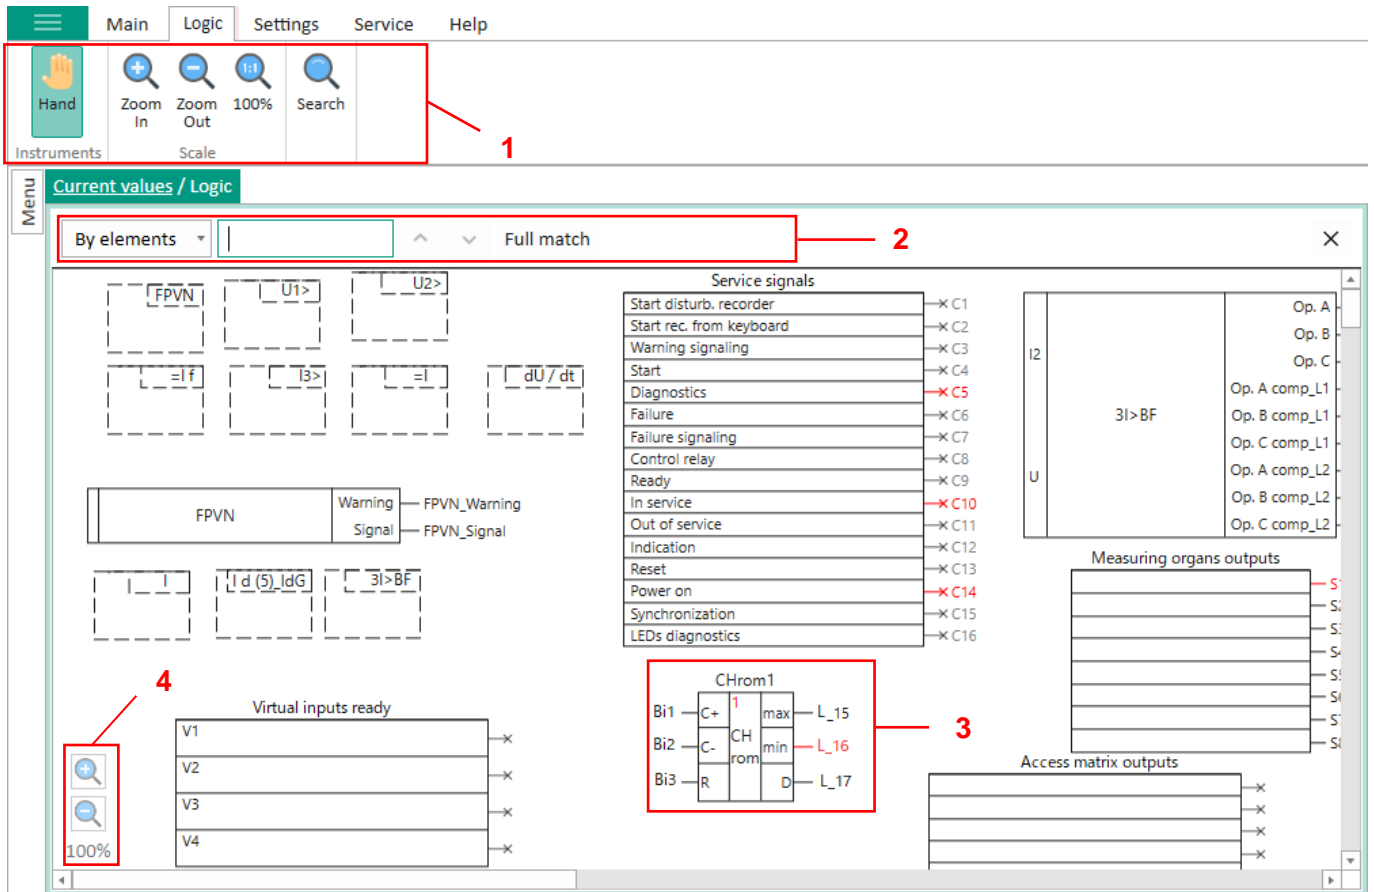 Main Logic Settings Service Help
Hand
Zoom In
Zoom Out
100%
Search
Instruments
Scale
1
Menu
Current values / Logic
By elements
Full match
2
FPVN
U1>
U2>
=I f
I3>
=I
dU / dt
FPVN
Warning
FPVN_Warning
Signal
FPVN_Signal
I
I d (5)_IdG
3I>BF
Service signals
Start disturb. recorder C1
Start rec. from keyboard C2
Warning signaling C3
Start C4
Diagnostics C5
Failure C6
Failure signaling C7
Control relay C8
Ready C9
In service C10
Out of service C11
Indication C12
Reset C13
Power on C14
Synchronization C15
LEDs diagnostics C16
I2
U
3I>BF
Op. A
Op. B
Op. C
Op. A comp_L1
Op. B comp_L1
Op. C comp_L1
Op. A comp_L2
Op. B comp_L2
Op. C comp_L2
Measuring organs outputs
4
100%
Virtual inputs ready
V1
V2
V3
V4
CHrom1
Bi1 C+ 1 max L_15
Bi2 C- CH rom min L_16
Bi3 R D L_17
3
Access matrix outputs